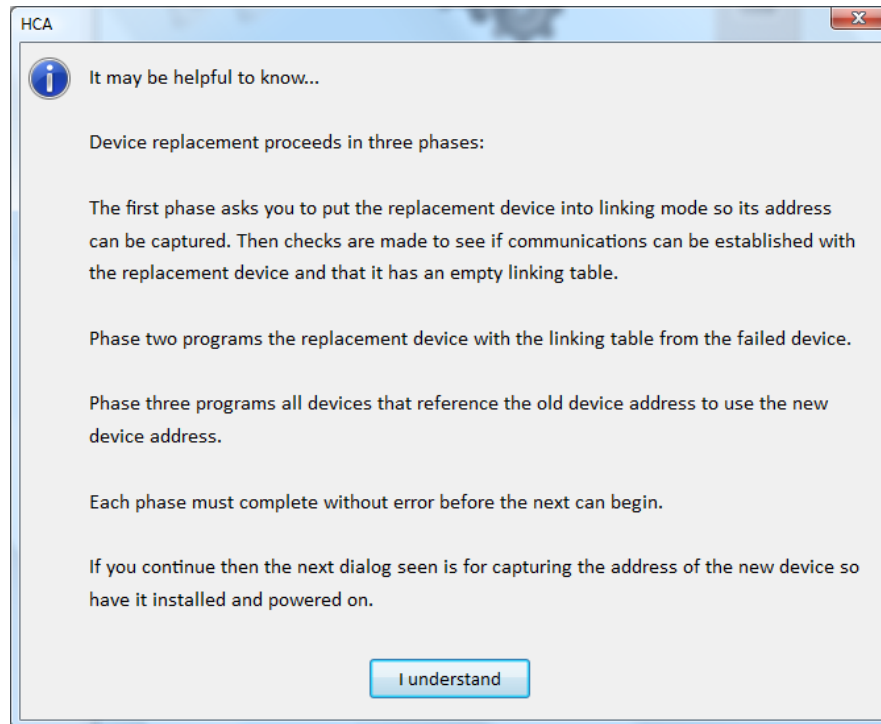 HCA
It may be helpful to know...
Device replacement proceeds in three phases:
The first phase asks you to put the replacement device into linking mode so its address
can be captured. Then checks are made to see if communications can be established with
the replacement device and that it has an empty linking table.
Phase two programs the replacement device with the linking table from the failed device.
Phase three programs all devices that reference the old device address to use the new
device address.
Each phase must complete without error before the next can begin.
If you continue then the next dialog seen is for capturing the address of the new device so
have it installed and powered on.
I understand